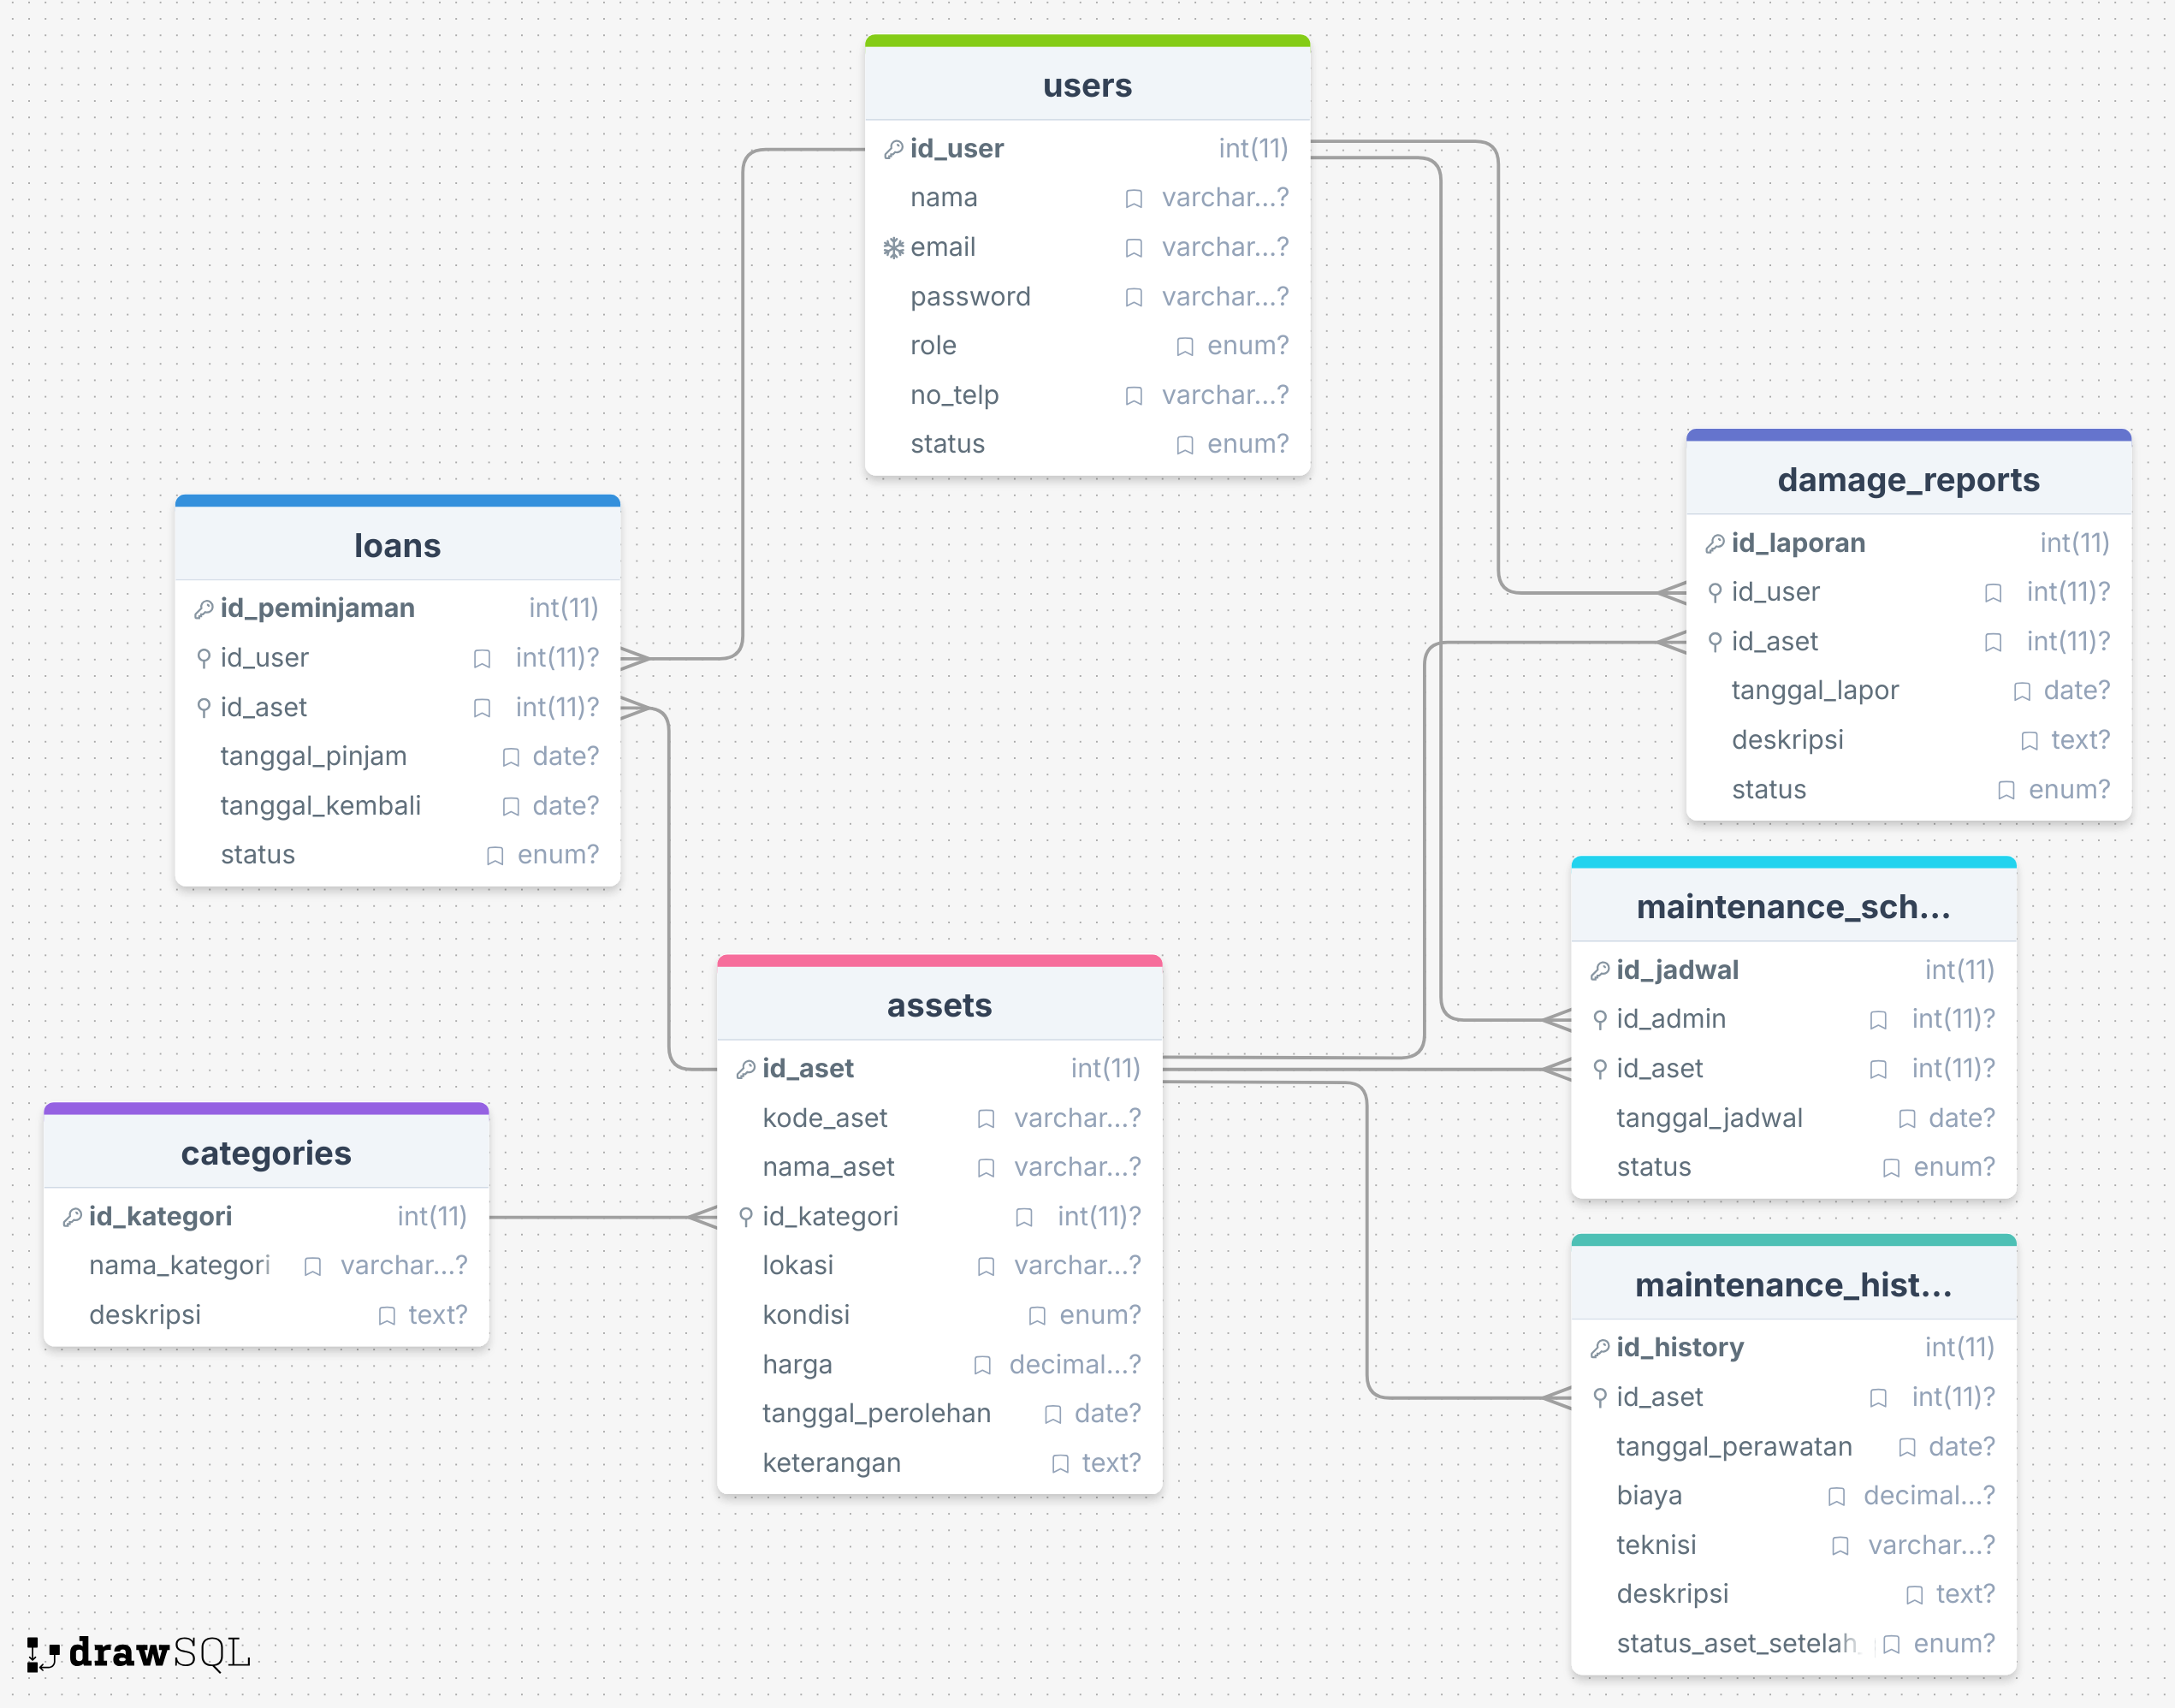 users
id_user int(11)
nama varchar...?
email varchar...?
password varchar...?
role enum?
no_telp varchar...?
status enum?
loans
id_peminjaman int(11)
id_user int(11)?
id_aset int(11)?
tanggal_pinjam date?
tanggal_kembali date?
status enum?
damage_reports
id_laporan int(11)
id_user int(11)?
id_aset int(11)?
tanggal_lapor date?
deskripsi text?
status enum?
maintenance_sch...
id_jadwal int(11)
id_admin int(11)?
id_aset int(11)?
tanggal_jadwal date?
status enum?
assets
id_aset int(11)
kode_aset varchar...?
nama_aset varchar...?
id_kategori int(11)?
lokasi varchar...?
kondisi enum?
harga decimal...?
tanggal_perolehan date?
keterangan text?
categories
id_kategori int(11)
nama_kategori varchar...?
deskripsi text?
maintenance_hist...
id_history int(11)
id_aset int(11)?
tanggal_perawatan date?
biaya decimal...?
teknisi varchar...?
deskripsi text?
status_aset_setelah_ enum?
drawSQL